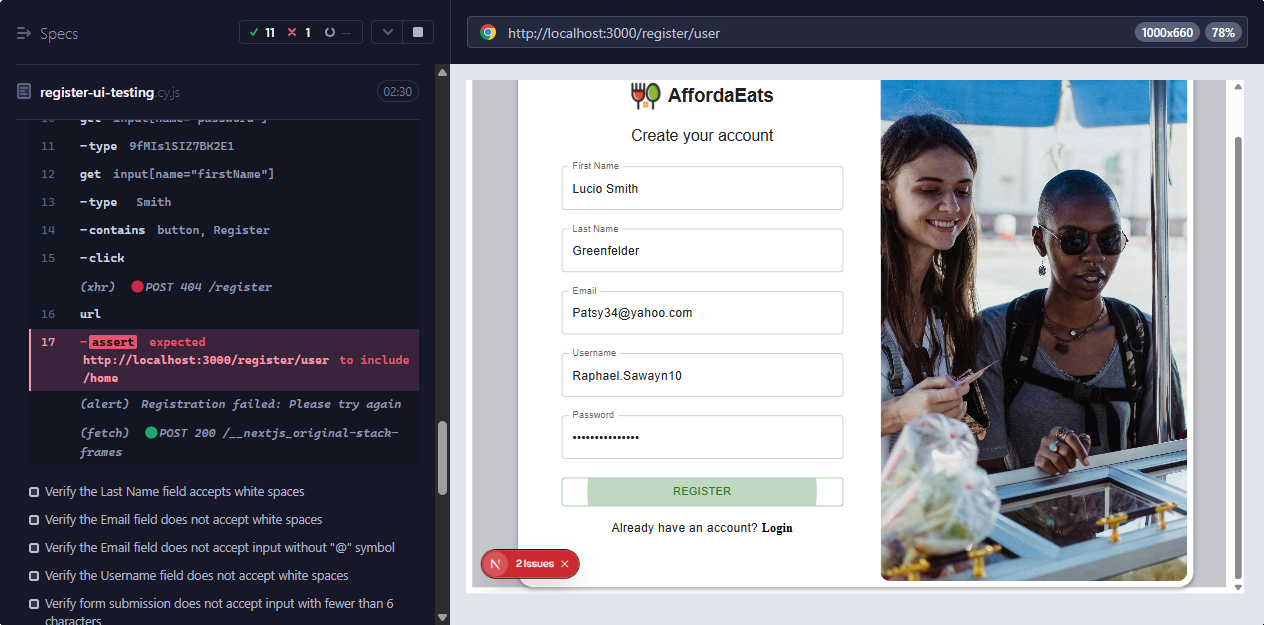 Specs
11 1 --
http://localhost:3000/register/user
1000x660 78%
register-ui-testing.cy.js
02:30
10 get input[name="password"]
11 -type 9fMIs1SIZ7BK2E1
12 get input[name="firstName"]
13 -type Smith
14 -contains button, Register
15 -click
(xhr) POST 404 /register
16 url
17 -assert expected
http://localhost:3000/register/user to include
/home
(alert) Registration failed: Please try again
(fetch) POST 200 /__nextjs_original-stack-
frames
Verify the Last Name field accepts white spaces
Verify the Email field does not accept white spaces
Verify the Email field does not accept input without "@" symbol
Verify the Username field does not accept white spaces
Verify form submission does not accept input with fewer than 6
characters
AffordaEats
Create your account
First Name
Lucio Smith
Last Name
Greenfelder
Email
Patsy34@yahoo.com
Username
Raphael.Sawayn10
Password
•••••••••••••••
REGISTER
Already have an account? Login
N 2 Issues ×